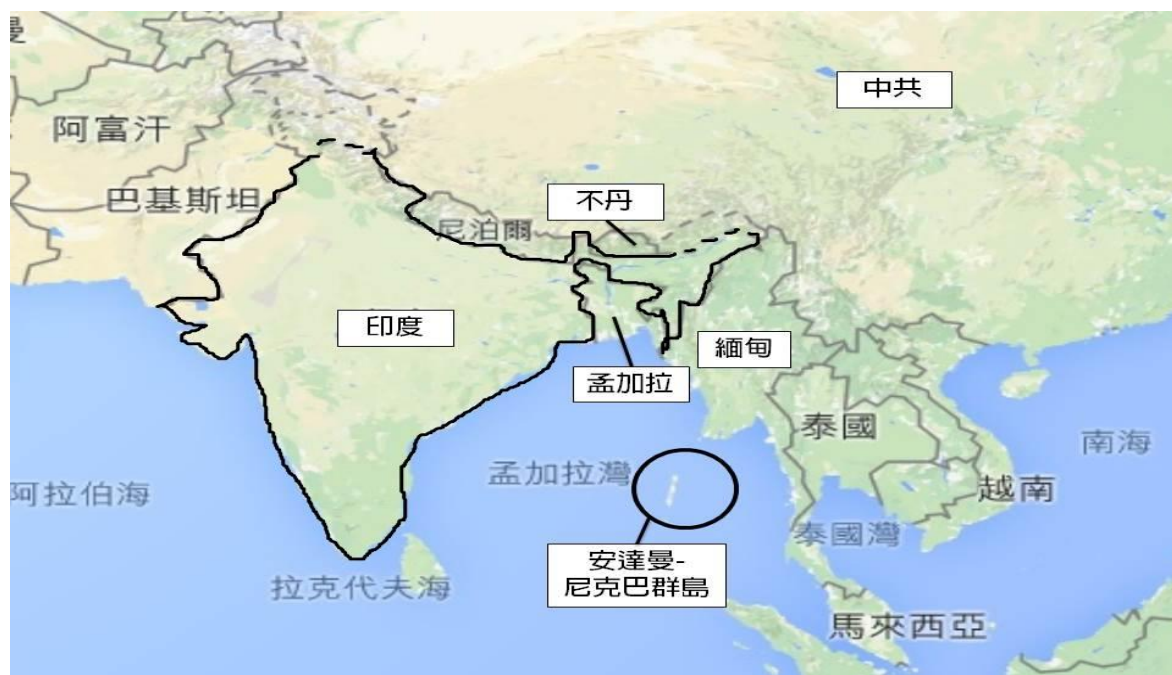 曼
中共
阿富汗
巴基斯坦
不丹
尼泊爾
印度
緬甸
孟加拉
泰國
南海
孟加拉灣
阿拉伯海
越南
泰國灣
安達曼-
尼克巴群島
拉克代夫海
馬來西亞